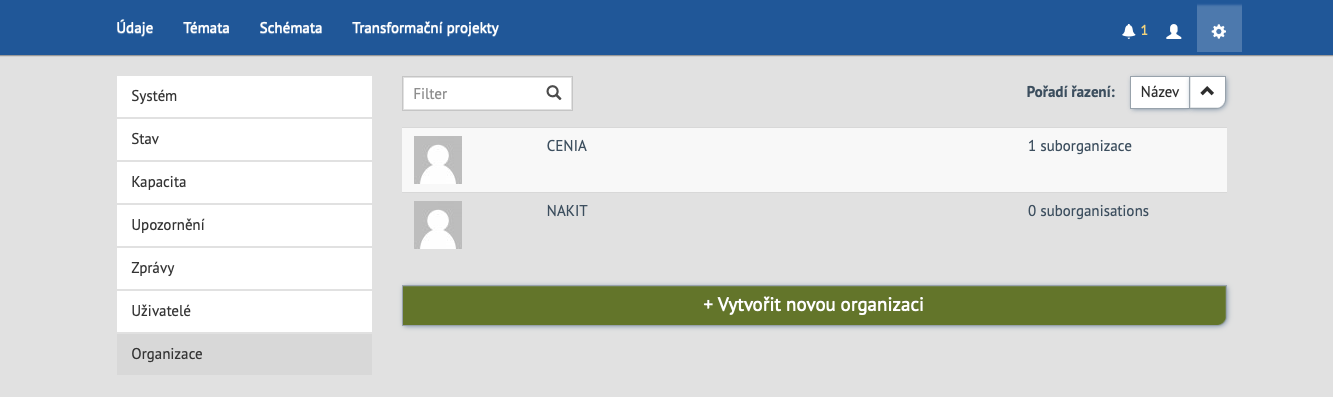 Údaje Témata Schémata Transformační projekty 1
Systém
Stav
Kapacita
Upozornění
Zprávy
Uživatelé
Organizace
Filter Pořadí řazení: Název
CENIA 1 suborganizace
NAKIT 0 suborganisations
+ Vytvořit novou organizaci